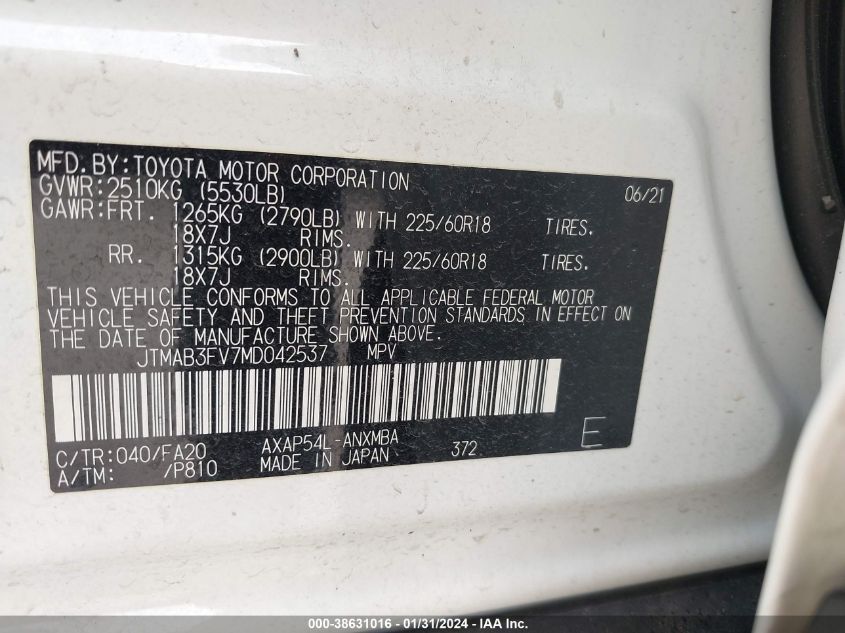 MFD.BY:TOYOTA MOTOR CORPORATION 06/21
GVWR:2510KG (5530LB)
GAWR:FRT. 1265KG (2790LB) WITH 225/60R18 TIRES.
18X7J RIMS.
RR. 1315KG (2900LB) WITH 225/60R18 TIRES.
18X7J RIMS.
THIS VEHICLE CONFORMS TO ALL APPLICABLE FEDERAL MOTOR
VEHICLE SAFETY AND THEFT PREVENTION STANDARDS IN EFFECT ON
THE DATE OF MANUFACTURE SHOWN ABOVE.
JTMAB3FV7MD042537 MPV
C/TR:040/FA20 AXAP54L-ANXMBA 372 E
A/TM: /P810 MADE IN JAPAN
000-38631016 - 01/31/2024 - IAA Inc.